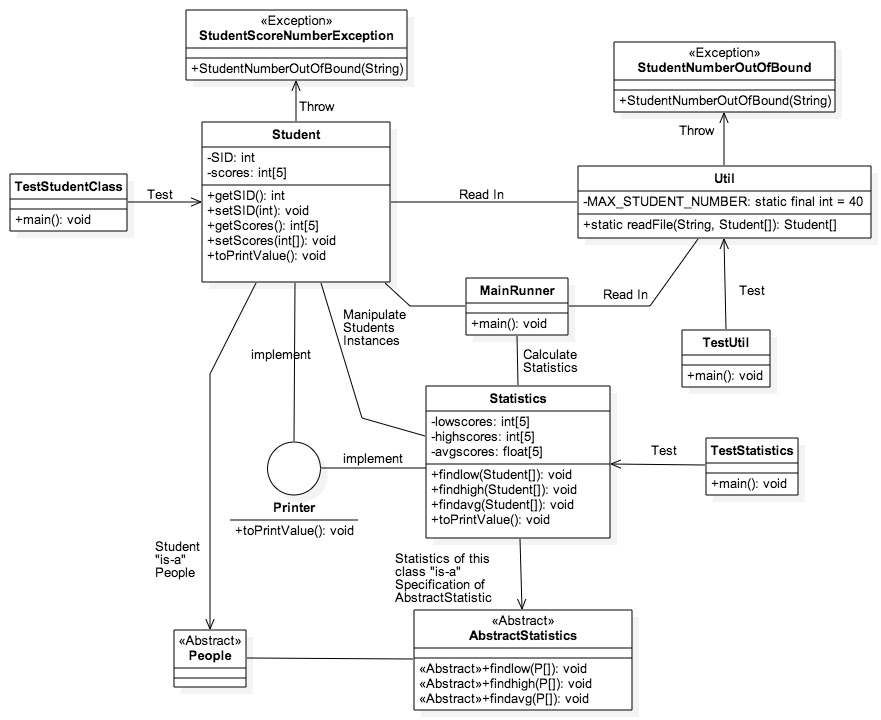 «Exception»
StudentScoreNumberException
+StudentNumberOutOfBound(String)
«Exception»
StudentNumberOutOfBound
+StudentNumberOutOfBound(String)
Throw
Throw
Student
-SID: int
-scores: int[5]
+getSID(): int
+setSID(int): void
+getScores(): int[5]
+setScores(int[]): void
+toPrintValue(): void
TestStudentClass
+main(): void
Test
Read In
Util
-MAX_STUDENT_NUMBER: static final int = 40
+static readFile(String, Student[]): Student[]
MainRunner
+main(): void
Read In
Test
TestUtil
+main(): void
Manipulate
Students
Instances
implement
Calculate
Statistics
Statistics
-lowscores: int[5]
-highscores: int[5]
-avgscores: float[5]
+findlow(Student[]): void
+findhigh(Student[]): void
+findavg(Student[]): void
+toPrintValue(): void
Test
TestStatistics
+main(): void
implement
Printer
+toPrintValue(): void
Student
"is-a"
People
Statistics of this
class "is-a"
Specification of
AbstractStatistic
«Abstract»
People
«Abstract»
AbstractStatistics
«Abstract»+findlow(P[]): void
«Abstract»+findhigh(P[]): void
«Abstract»+findavg(P[]): void